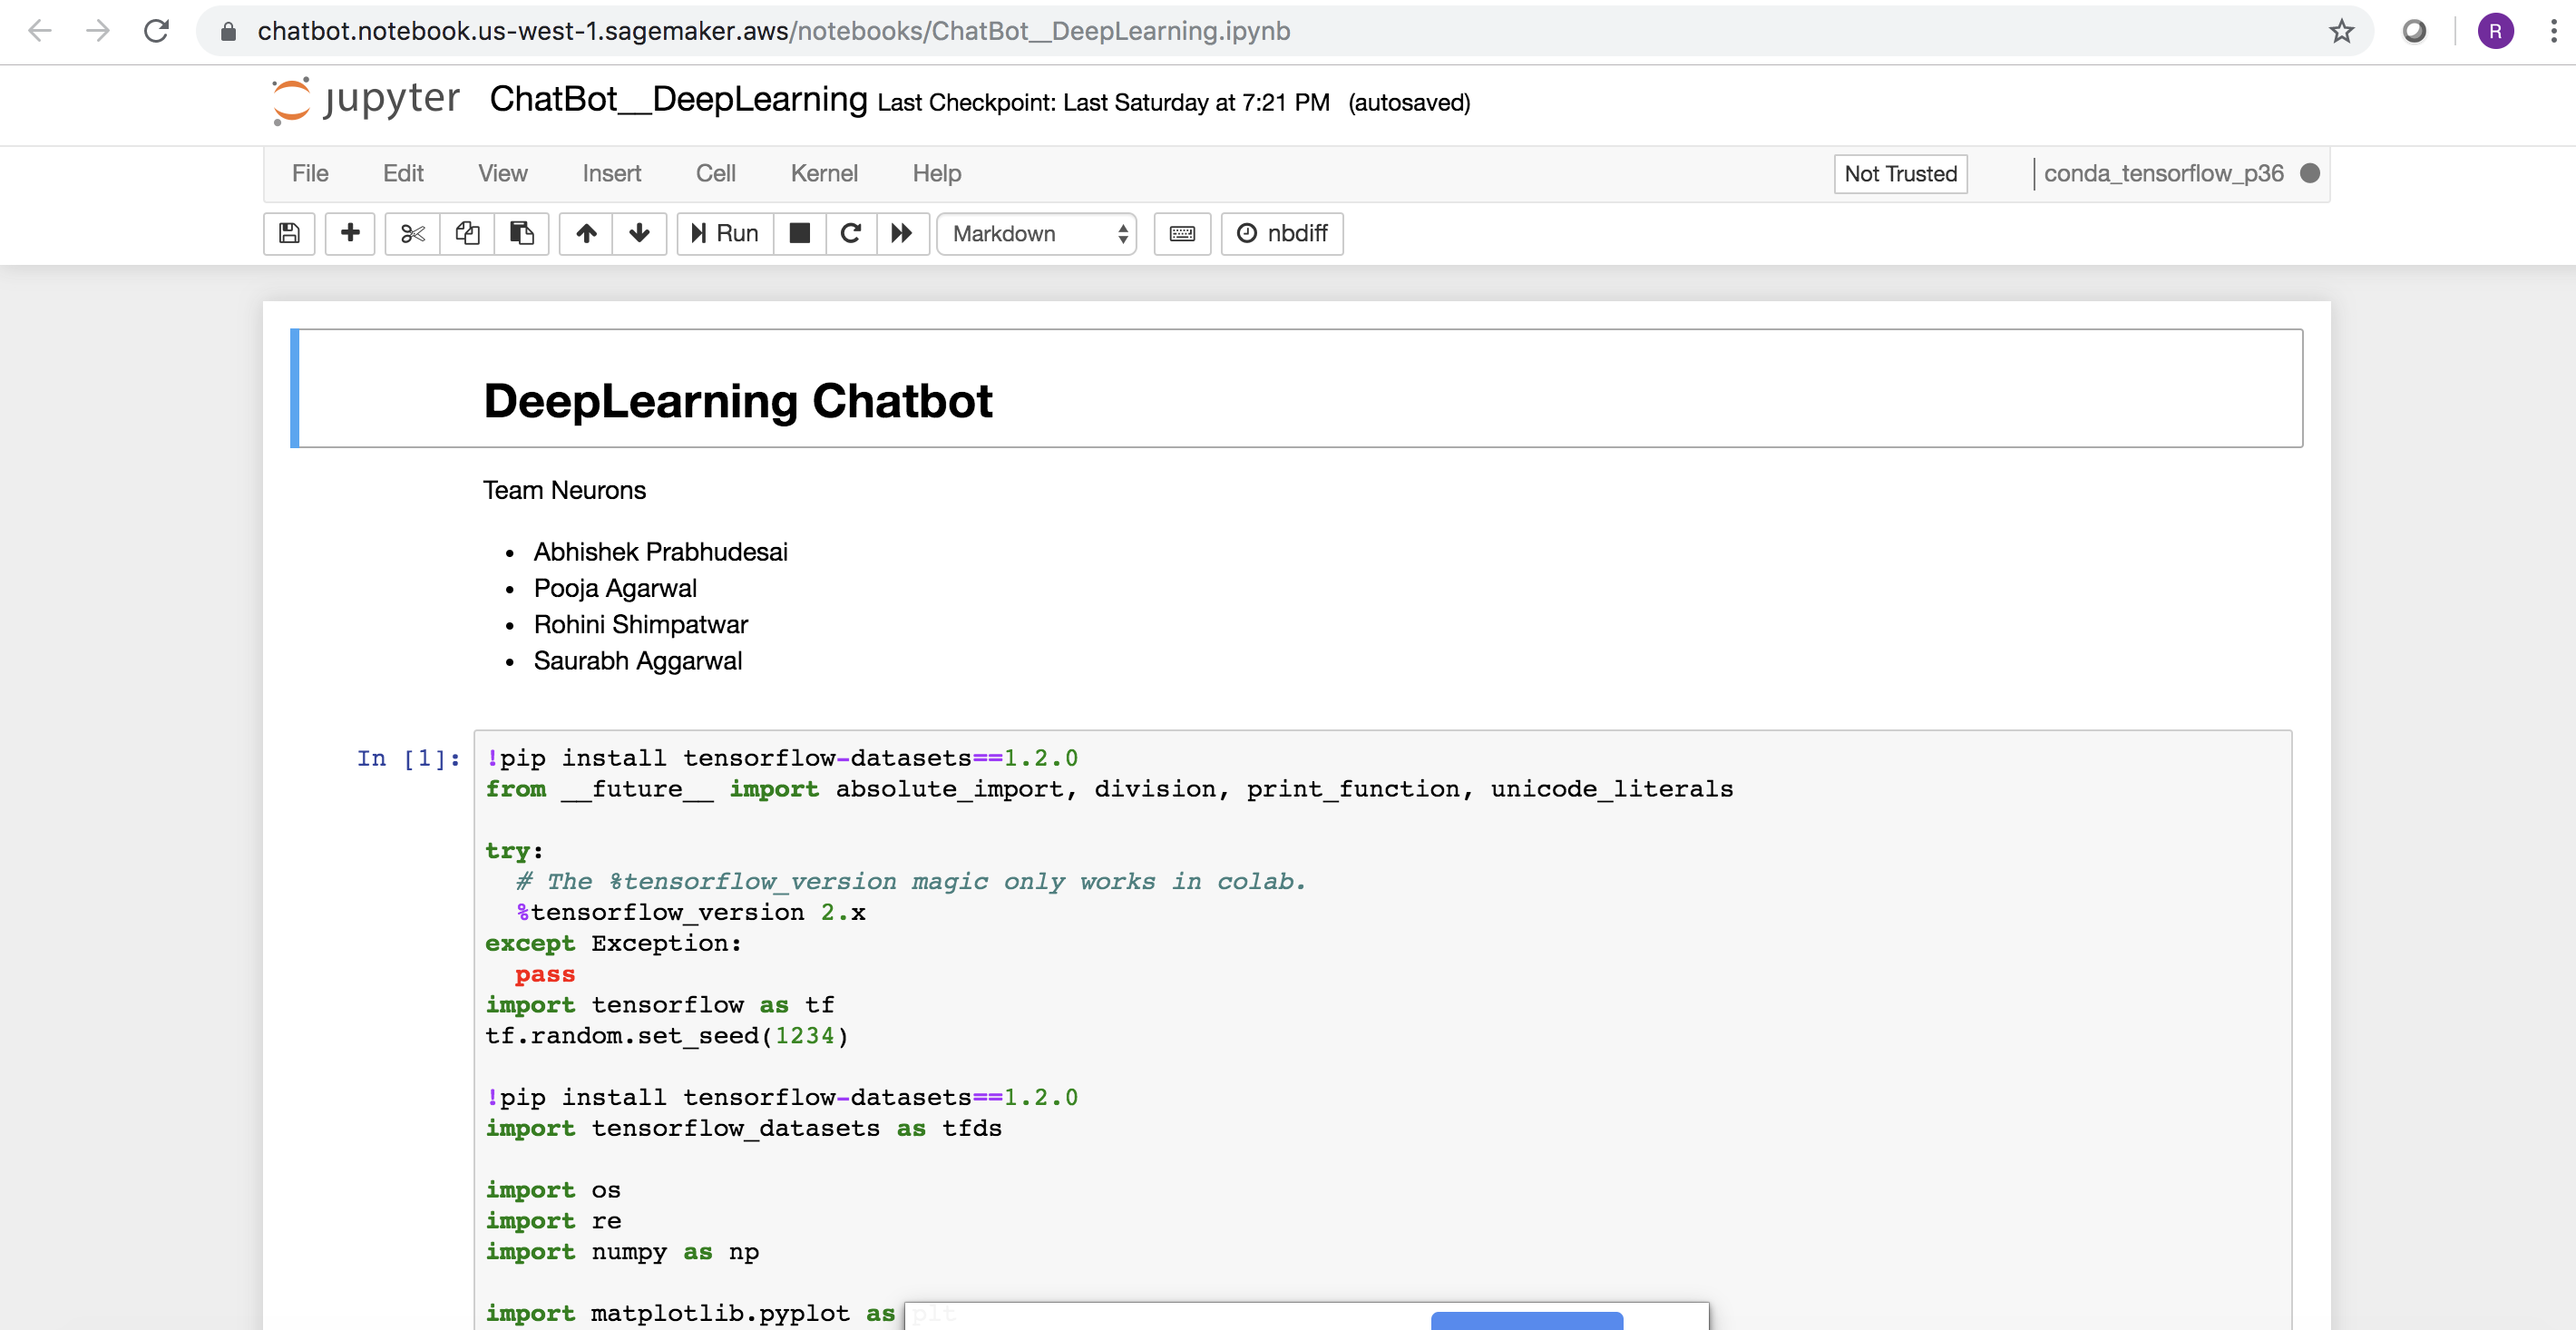 chatbot.notebook.us-west-1.sagemaker.aws/notebooks/ChatBot__DeepLearning.ipynb
R
jupyter ChatBot__DeepLearning Last Checkpoint: Last Saturday at 7:21 PM (autosaved)
File Edit View Insert Cell Kernel Help Not Trusted conda_tensorflow_p36
Run Markdown nbdiff
DeepLearning Chatbot
Team Neurons
• Abhishek Prabhudesai
• Pooja Agarwal
• Rohini Shimpatwar
• Saurabh Aggarwal
In [1]: !pip install tensorflow-datasets==1.2.0
from __future__ import absolute_import, division, print_function, unicode_literals
try:
  # The %tensorflow_version magic only works in colab.
  %tensorflow_version 2.x
except Exception:
  pass
import tensorflow as tf
tf.random.set_seed(1234)
!pip install tensorflow-datasets==1.2.0
import tensorflow_datasets as tfds
import os
import re
import numpy as np
import matplotlib.pyplot as plt